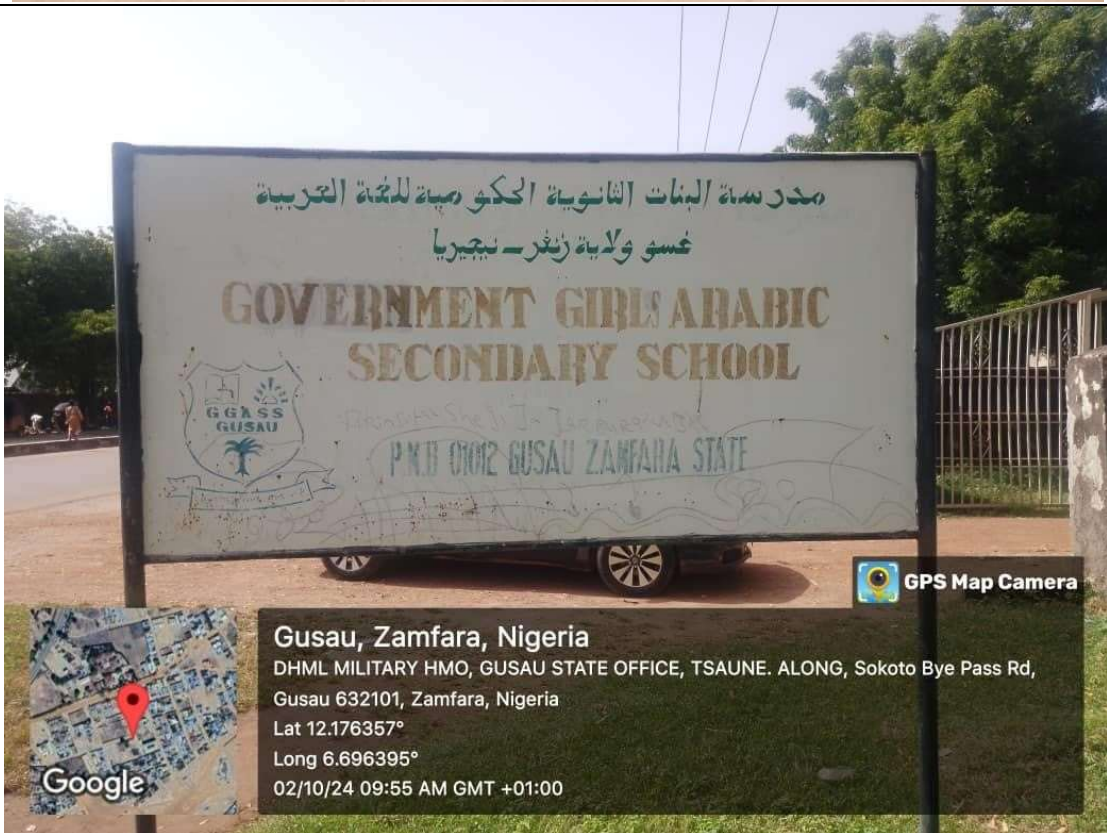 مدرسة البنات الثانوية الحكومية للغة العربية
غسو ولاية زنفر - نيجيريا
GOVERNMENT GIRLS ARABIC
SECONDARY SCHOOL
GGASS
GUSAU
P.M.B 01012 GUSAU ZAMFARA STATE
GPS Map Camera
Gusau, Zamfara, Nigeria
DHML MILITARY HMO, GUSAU STATE OFFICE, TSAUNE. ALONG, Sokoto Bye Pass Rd,
Gusau 632101, Zamfara, Nigeria
Lat 12.176357°
Long 6.696395°
02/10/24 09:55 AM GMT +01:00
Google